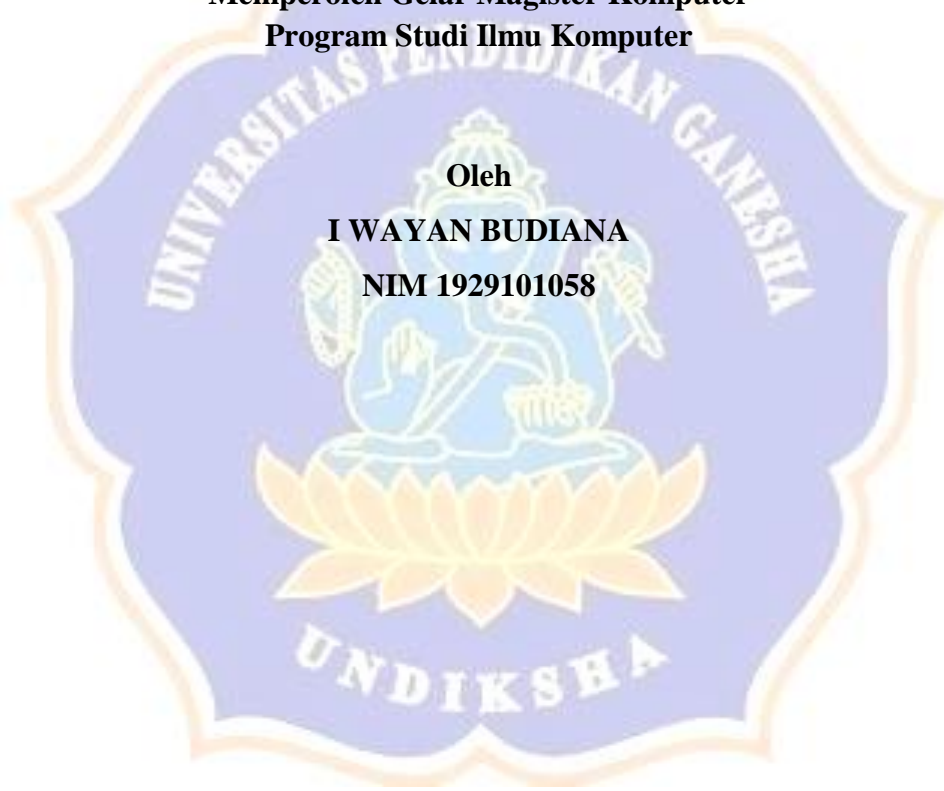 Memperoleh Gelar Magister Komputer
Program Studi Ilmu Komputer
UNIVERSITAS PENDIDIKAN GANESHA
Oleh
I WAYAN BUDIANA
NIM 1929101058
UNDIKSHA